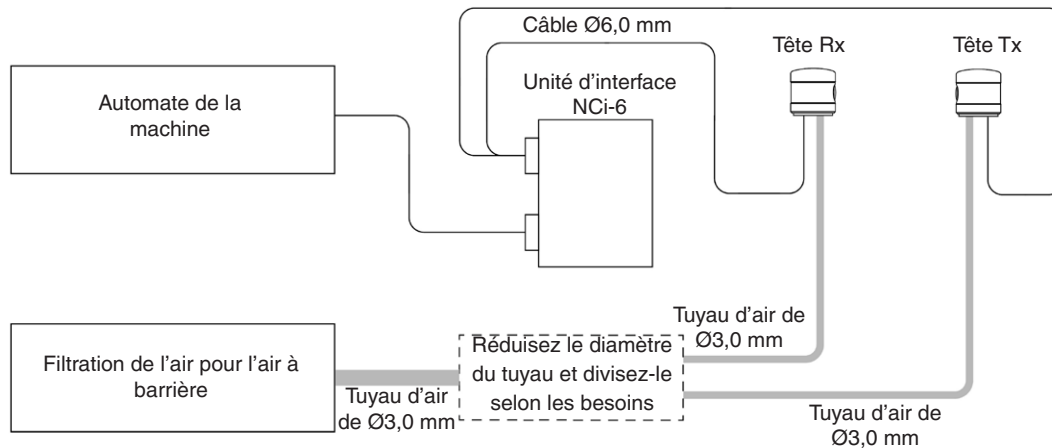 Câble Ø6,0 mm
Tête Rx
Tête Tx
Unité d’interface
NCi-6
Automate de la
machine
Tuyau d’air de
Ø3,0 mm
Filtration de l’air pour l’air à
barrière
Réduisez le diamètre
du tuyau et divisez-le
selon les besoins
Tuyau d’air
de Ø3,0 mm
Tuyau d’air de
Ø3,0 mm